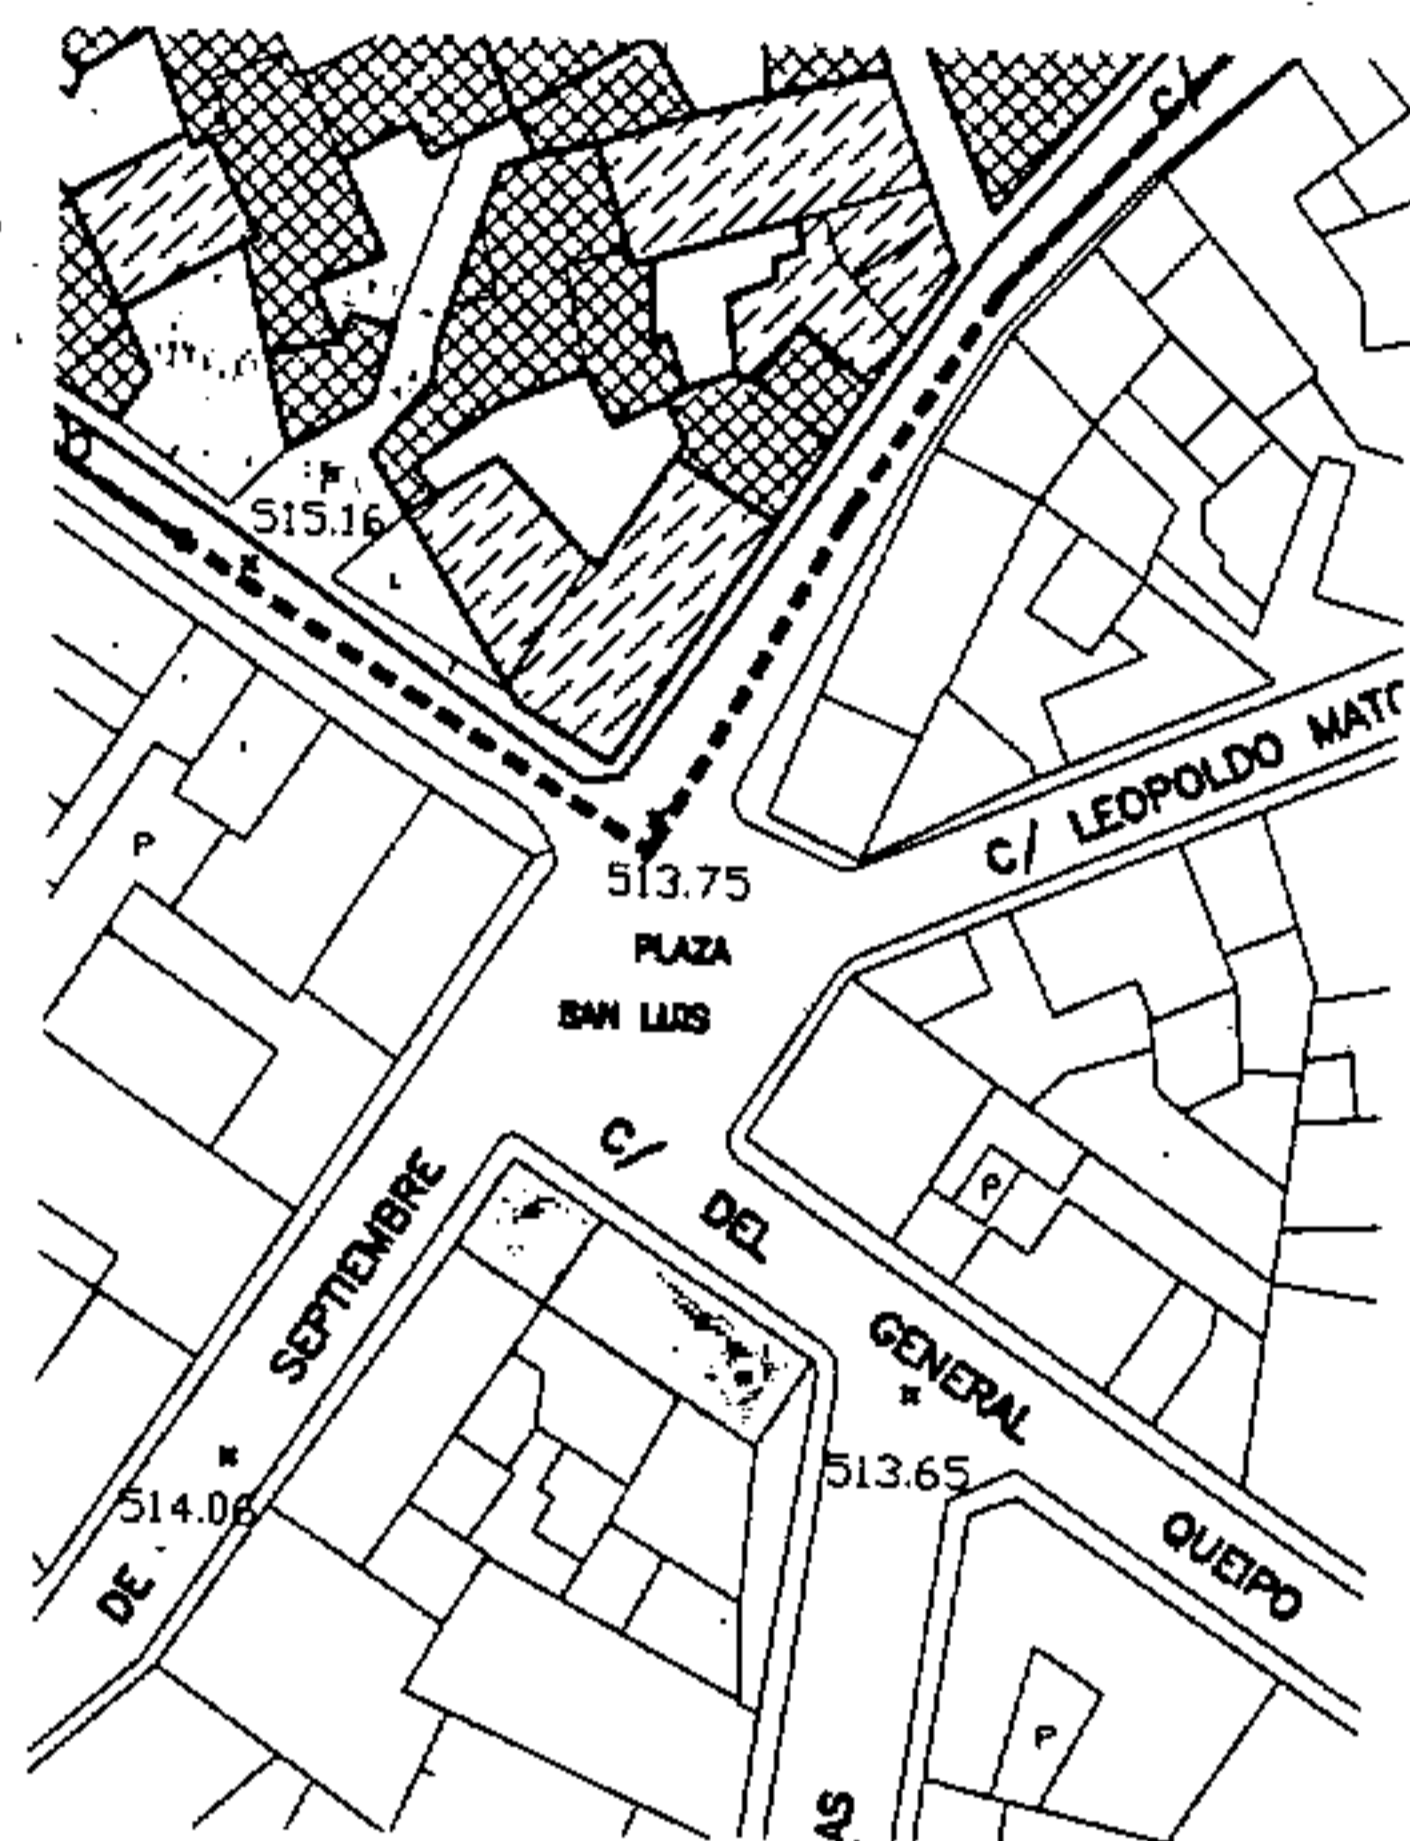 C/
515.16
C/ LEOPOLDO MATO
P
513.75
PLAZA
SAN LUIS
C/ DEL GENERAL QUEIPO
P
DE SEPTIEMBRE
513.65
514.06
P
AS